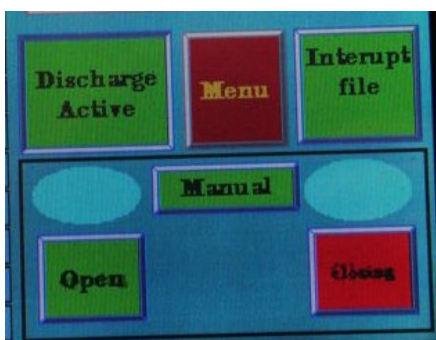 Discharge
Active
Menu
Interupt
file
Manual
Open
Closing